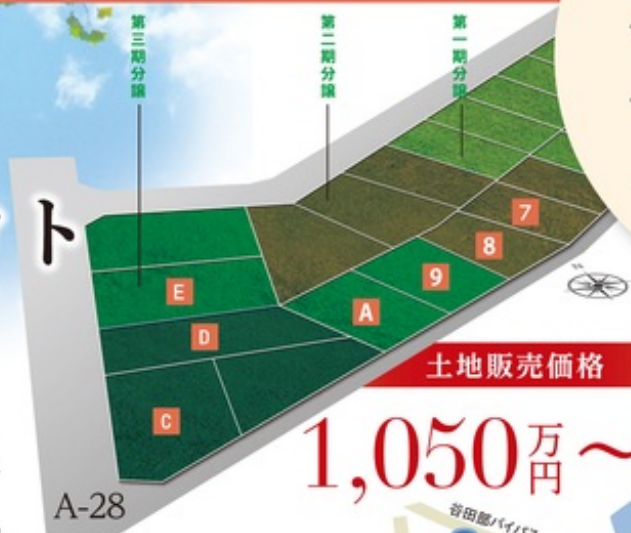 第三期分譲
第二期分譲
第一期分譲
ト
7
8
9
A
E
D
C
土地販売価格
1,050万円～
A-28
谷田部バイパス